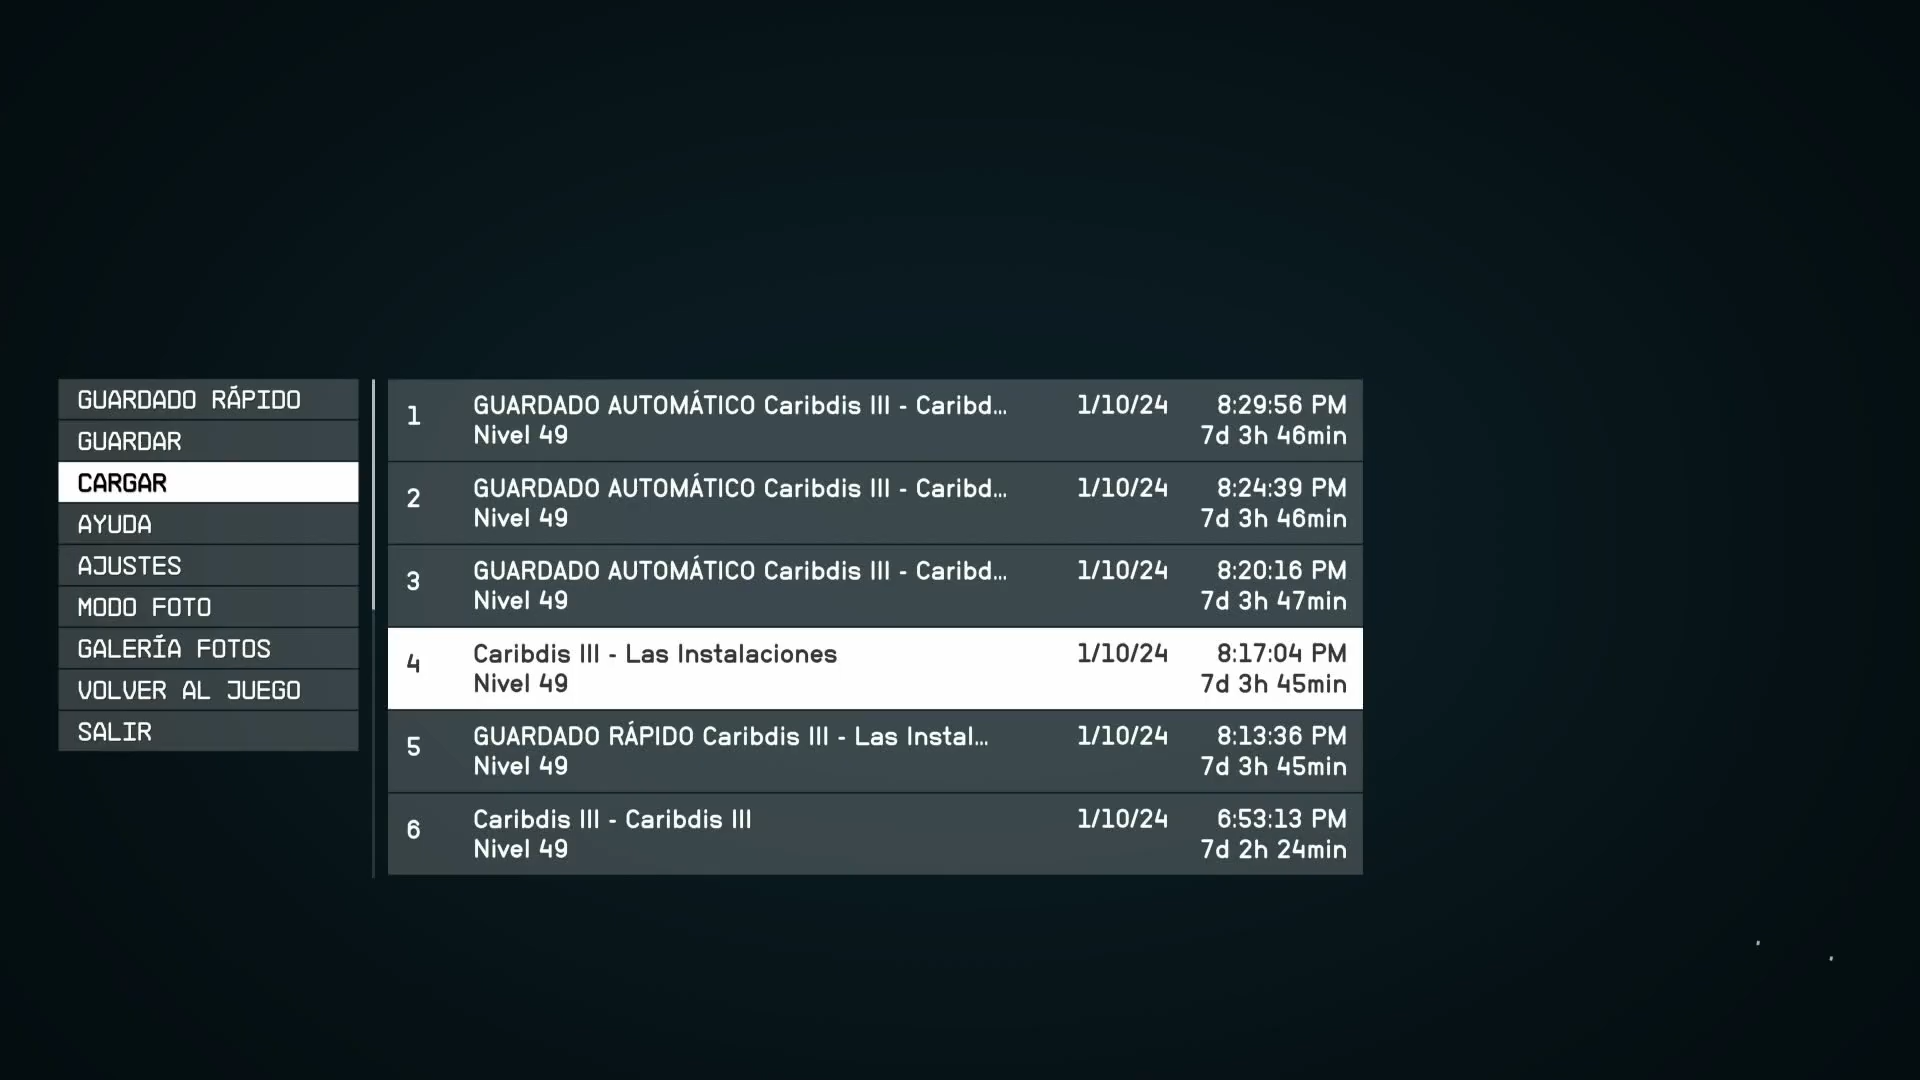 GUARDADO RÁPIDO
GUARDAR
CARGAR
AYUDA
AJUSTES
MODO FOTO
GALERÍA FOTOS
VOLVER AL JUEGO
SALIR
1 GUARDADO AUTOMÁTICO Caribdis III - Caribd... 1/10/24 8:29:56 PM
Nivel 49 7d 3h 46min
2 GUARDADO AUTOMÁTICO Caribdis III - Caribd... 1/10/24 8:24:39 PM
Nivel 49 7d 3h 46min
3 GUARDADO AUTOMÁTICO Caribdis III - Caribd... 1/10/24 8:20:16 PM
Nivel 49 7d 3h 47min
4 Caribdis III - Las Instalaciones 1/10/24 8:17:04 PM
Nivel 49 7d 3h 45min
5 GUARDADO RÁPIDO Caribdis III - Las Instal... 1/10/24 8:13:36 PM
Nivel 49 7d 3h 45min
6 Caribdis III - Caribdis III 1/10/24 6:53:13 PM
Nivel 49 7d 2h 24min